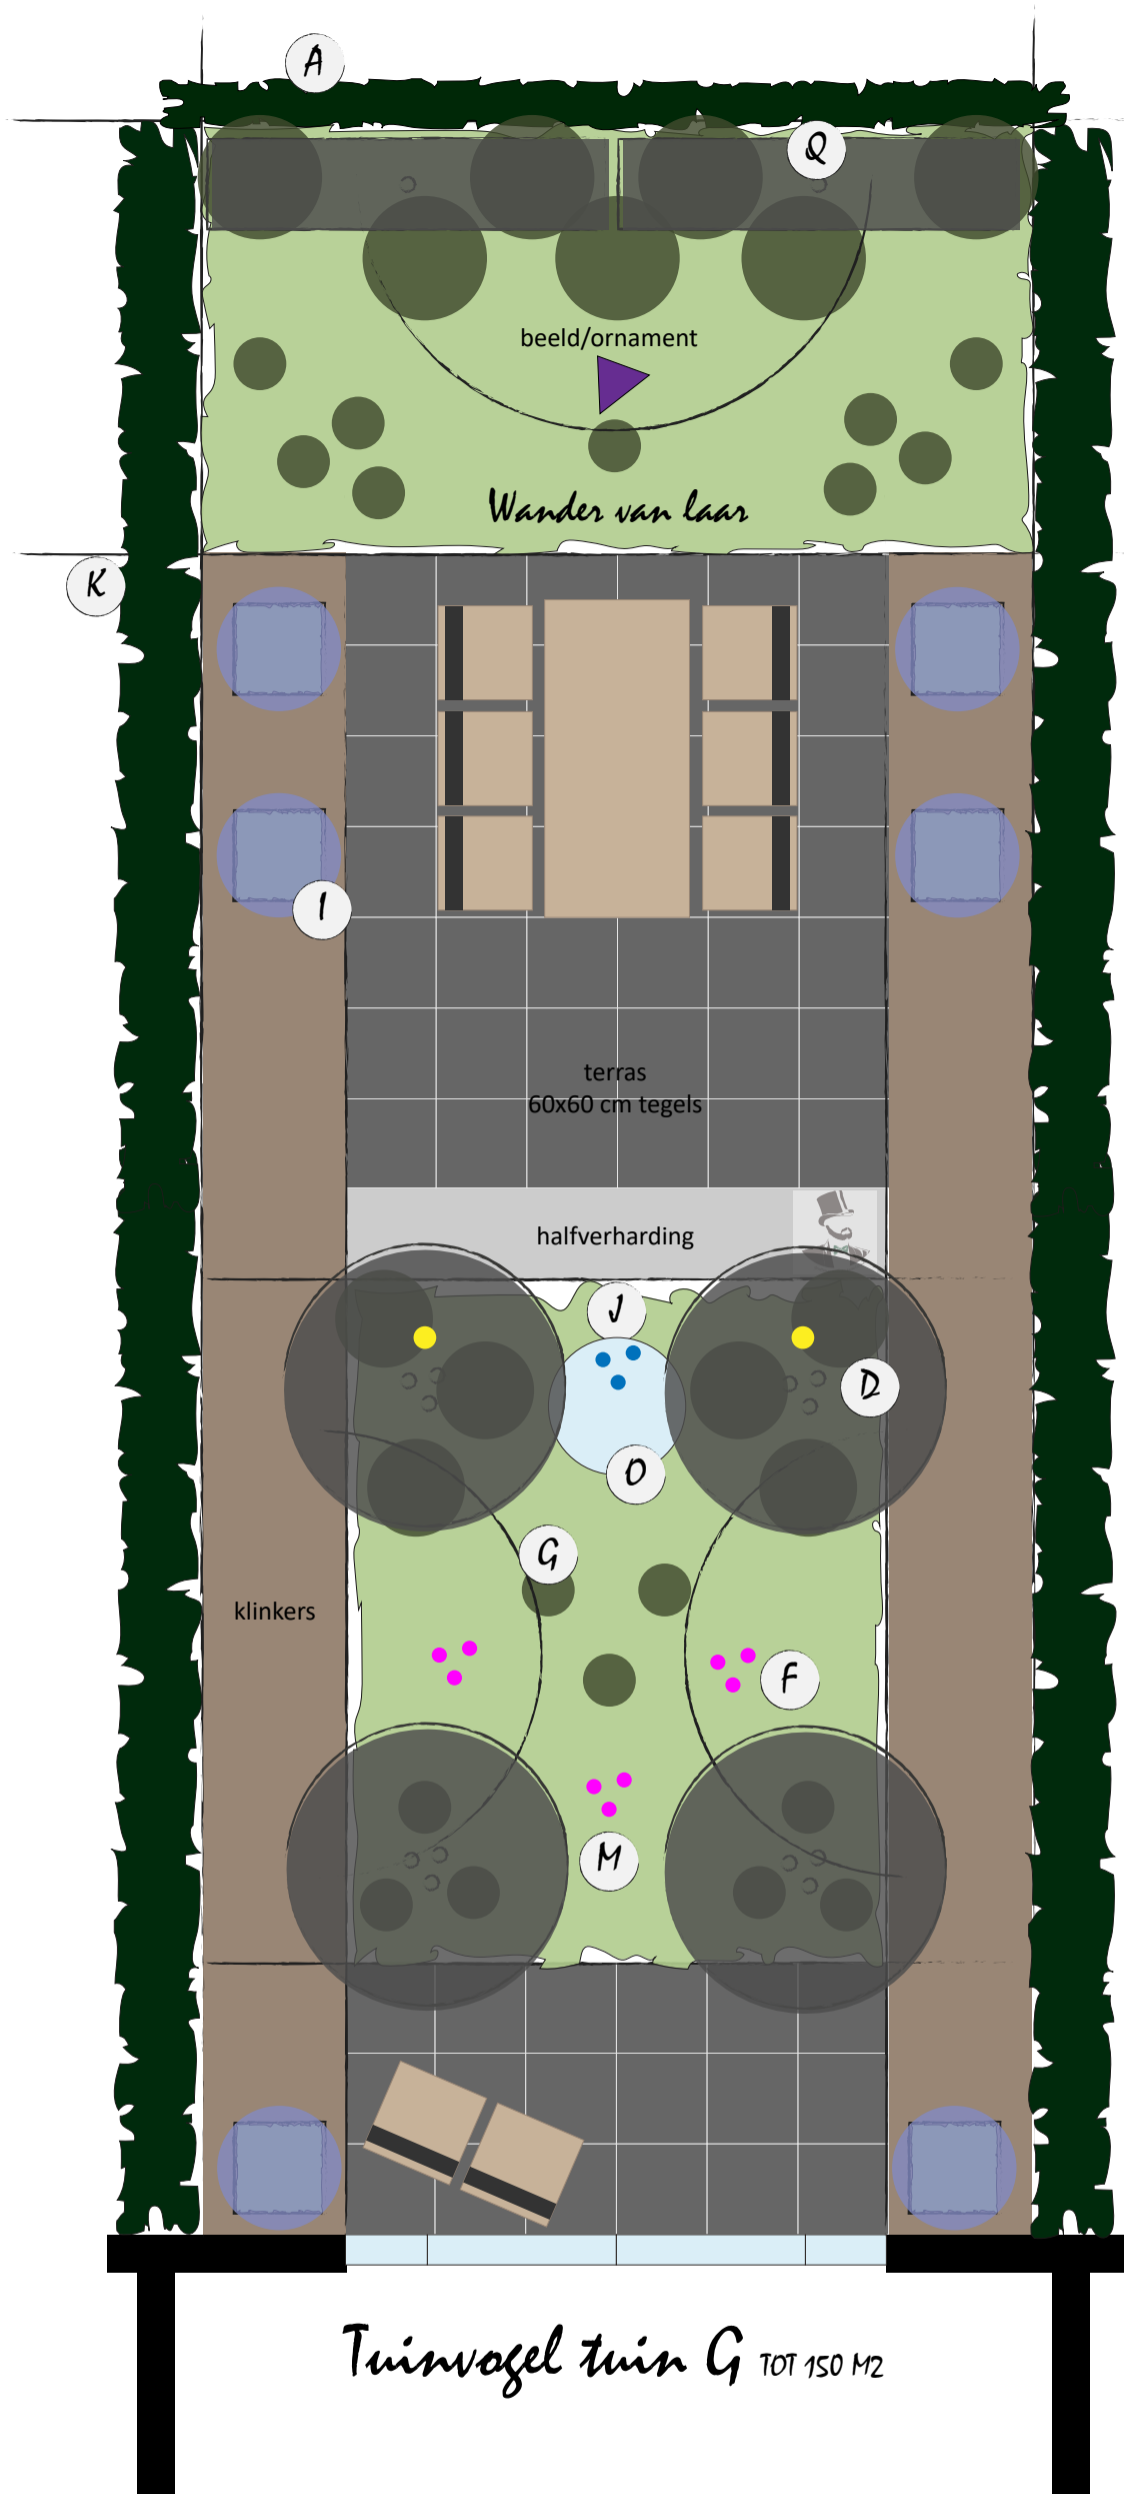 A
Q
beeld/ornament
Wander van laar
K
I
terras
60x60 cm tegels
halfverharding
J
D
O
G
klinkers
F
M
Tuinvogel tuin G TOT 150 M2